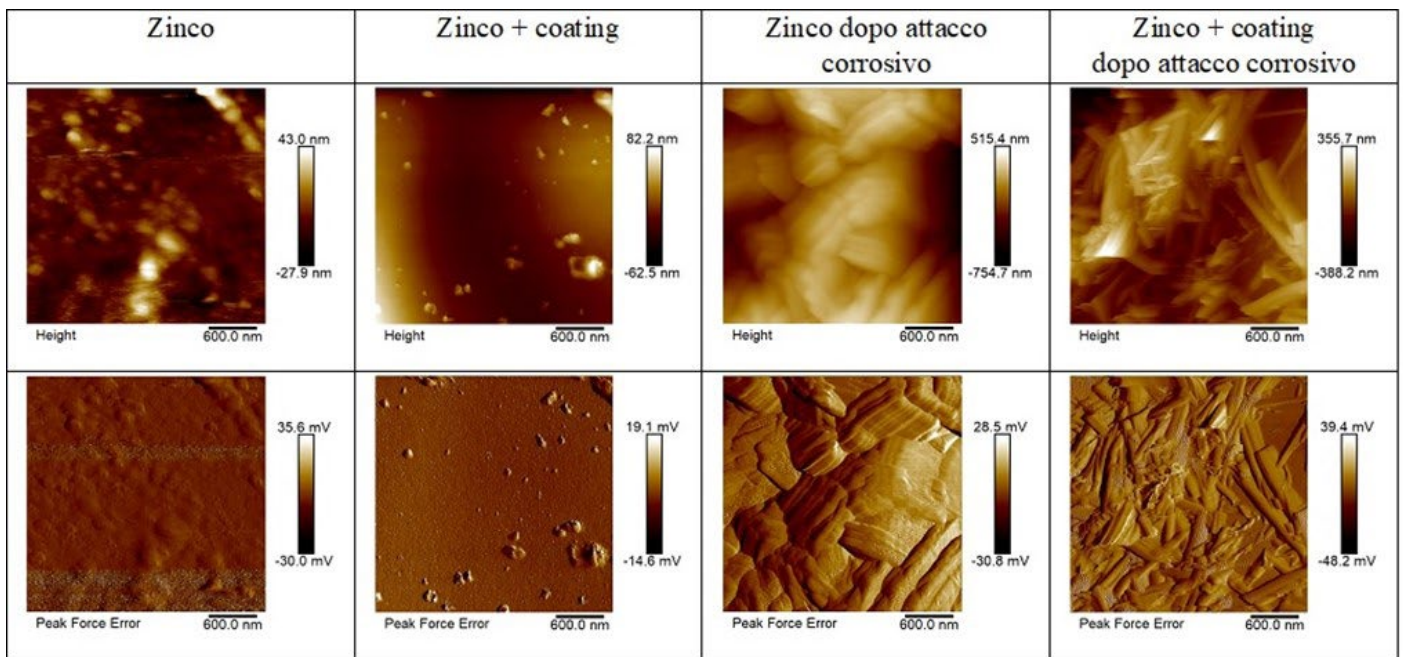 Zinco
Zinco + coating
Zinco dopo attacco
corrosivo
Zinco + coating
dopo attacco corrosivo
43.0 nm
-27.9 nm
Height
600.0 nm
82.2 nm
-62.5 nm
Height
600.0 nm
515.4 nm
-754.7 nm
Height
600.0 nm
355.7 nm
-388.2 nm
Height
600.0 nm
35.6 mV
-30.0 mV
Peak Force Error
600.0 nm
19.1 mV
-14.6 mV
Peak Force Error
600.0 nm
28.5 mV
-30.8 mV
Peak Force Error
600.0 nm
39.4 mV
-48.2 mV
Peak Force Error
600.0 nm